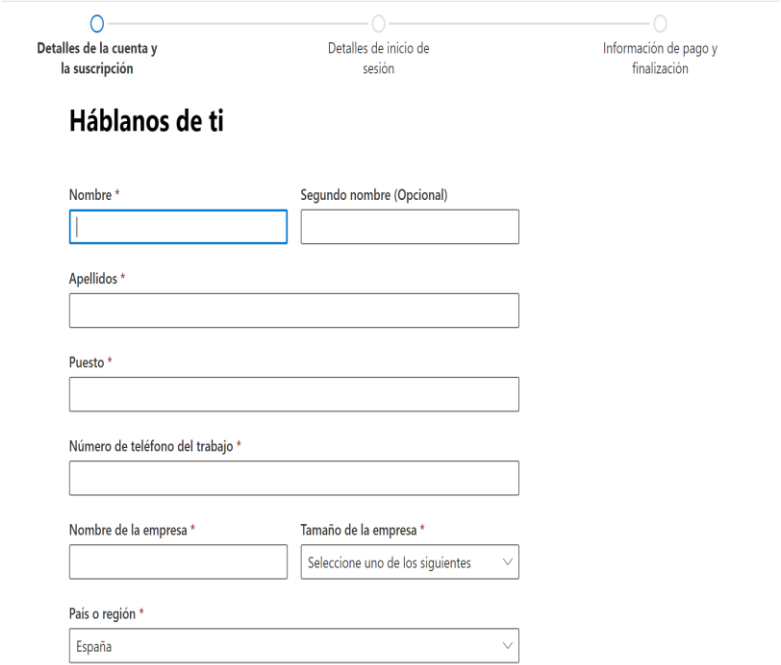 Detalles de la cuenta y
la suscripción
Detalles de inicio de
sesión
Información de pago y
finalización
Háblanos de ti
Nombre *
Segundo nombre (Opcional)
Apellidos *
Puesto *
Número de teléfono del trabajo *
Nombre de la empresa *
Tamaño de la empresa *
Seleccione uno de los siguientes
País o región *
España